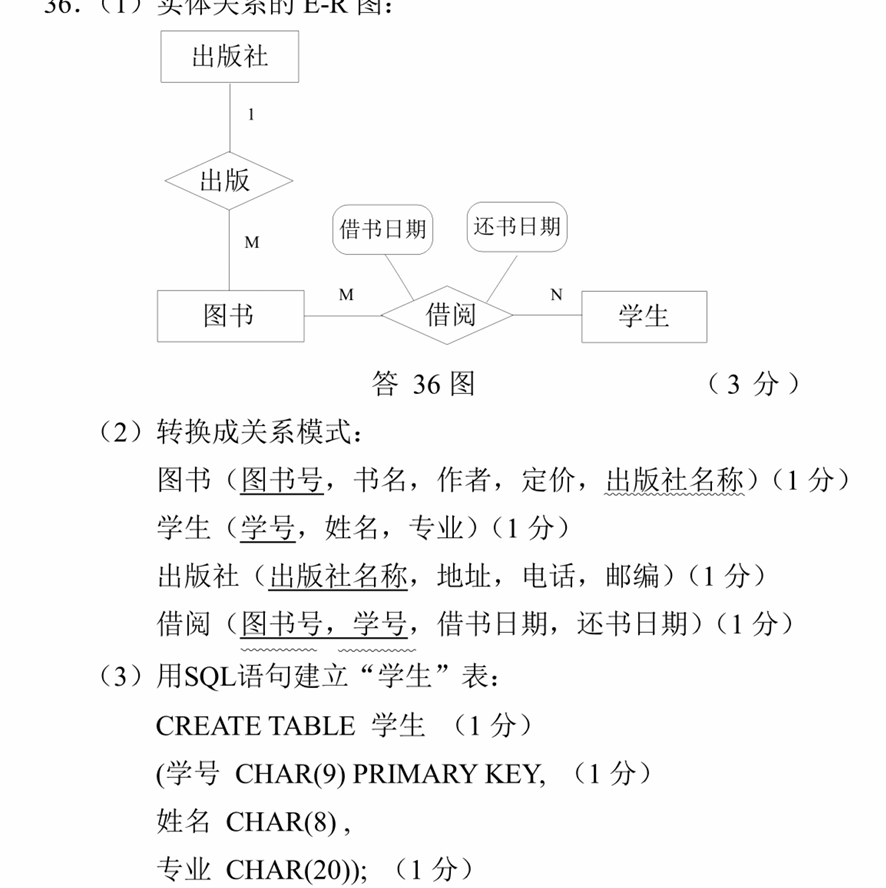 36.（1）实体关系的 E-R 图：
出版社
1
出版
M
借书日期
还书日期
图书
M
借阅
N
学生
答 36 图 （3 分）
（2）转换成关系模式：
图书（图书号，书名，作者，定价，出版社名称）（1 分）
学生（学号，姓名，专业）（1 分）
出版社（出版社名称，地址，电话，邮编）（1 分）
借阅（图书号，学号，借书日期，还书日期）（1 分）
（3）用SQL语句建立“学生”表：
CREATE TABLE 学生 （1 分）
(学号 CHAR(9) PRIMARY KEY, （1 分）
姓名 CHAR(8) ,
专业 CHAR(20)); （1 分）